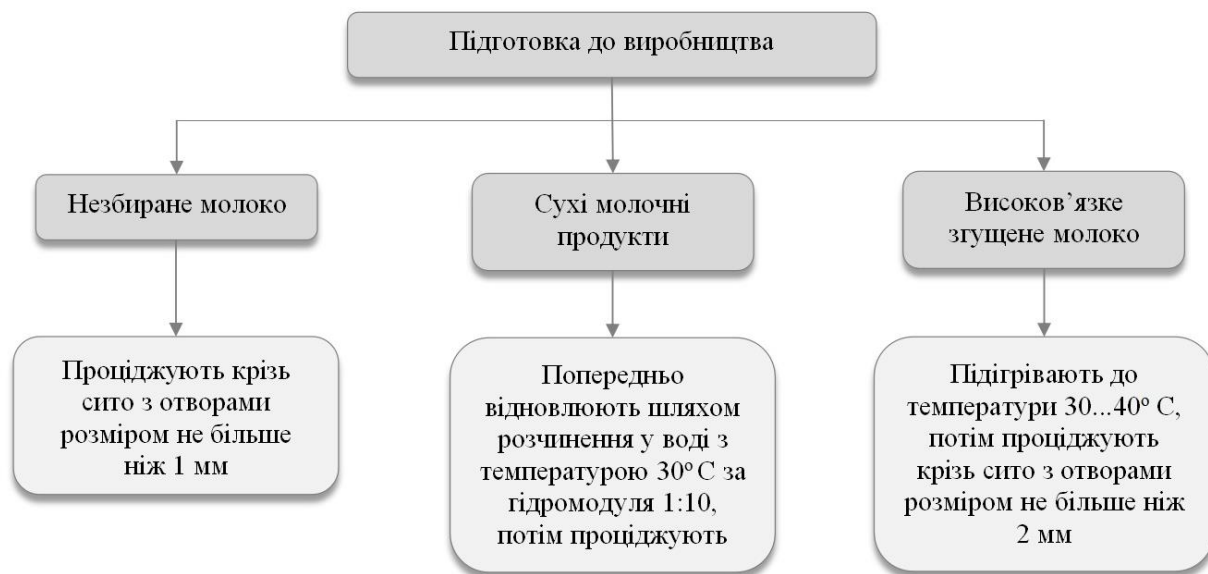 Підготовка до виробництва
Незбиране молоко
Сухі молочні
продукти
Високов’язке
згущене молоко
Проціджують крізь
сито з отворами
розміром не більше
ніж 1 мм
Попередньо
відновлюють шляхом
розчинення у воді з
температурою 30º С за
гідромодуля 1:10,
потім проціджують
Підігрівають до
температури 30...40º С,
потім проціджують
крізь сито з отворами
розміром не більше ніж
2 мм